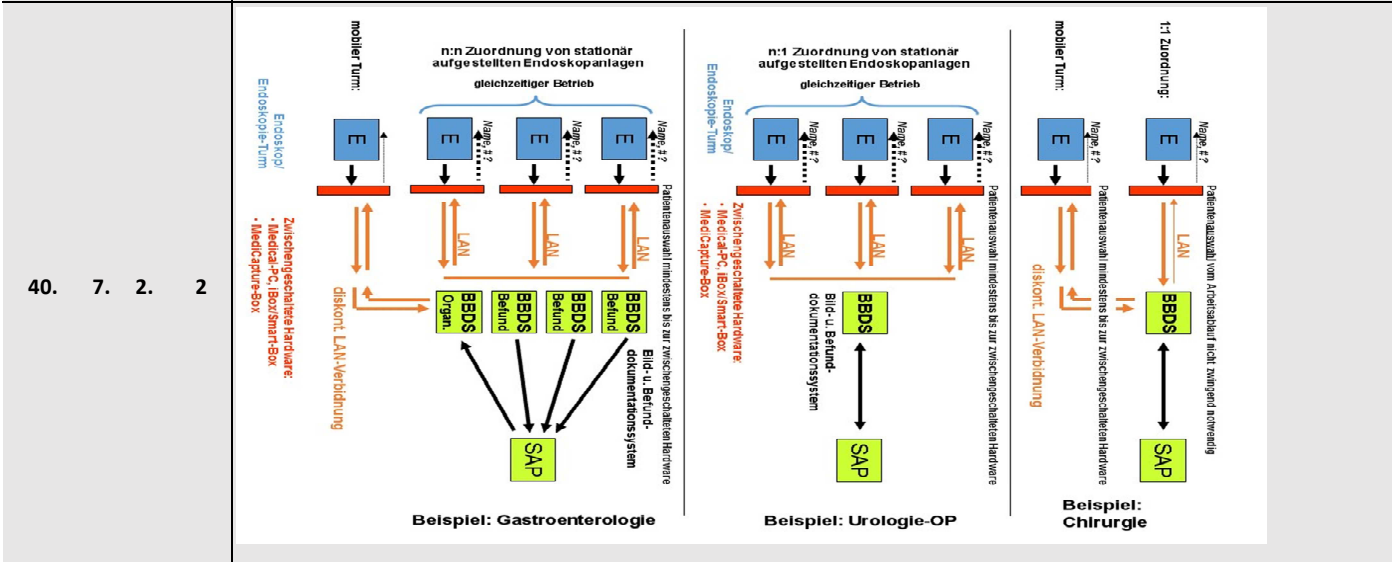 40. 7. 2. 2
mobiler Turm:
n:n Zuordnung von stationär
aufgestellten Endoskopanlagen
gleichzeitiger Betrieb
Endoskop/
Endoskopie-Turm
E
E
Name, # ?
E
Name, # ?
E
Name, # ?
LAN
LAN
LAN
Patientenauswahl mindestens bis zur zwischengeschalteten Hardware
Zwischengeschaltete Hardware:
• Medical-PC, iBox/Smart-Box
• MediCapture-Box
diskont. LAN-Verbidnung
BBDS
Organ.
BBDS
Befund
BBDS
Befund
BBDS
Befund
Bild- u. Befund-
dokumentationssystem
SAP
Beispiel: Gastroenterologie
n:1 Zuordnung von stationär
aufgestellten Endoskopanlagen
gleichzeitiger Betrieb
Endoskop/
Endoskopie-Turm
E
Name, # ?
E
Name, # ?
E
Name, # ?
LAN
LAN
LAN
Patientenauswahl mindestens bis zur zwischengeschalteten Hardware
Zwischengeschaltete Hardware:
• Medical-PC, iBox/Smart-Box
• MediCapture-Box
BBDS
Bild- u. Befund-
dokumentationssystem
SAP
Beispiel: Urologie-OP
mobiler Turm:
E
Name, # ?
Patientenauswahl mindestens bis zur zwischengeschalteten Hardware
diskont. LAN-Verbidnung
1:1 Zuordnung:
E
Name, # ?
Patientenauswahl vom Arbeitsablauf nicht zwingend notwendig
LAN
BBDS
SAP
Beispiel:
Chirurgie